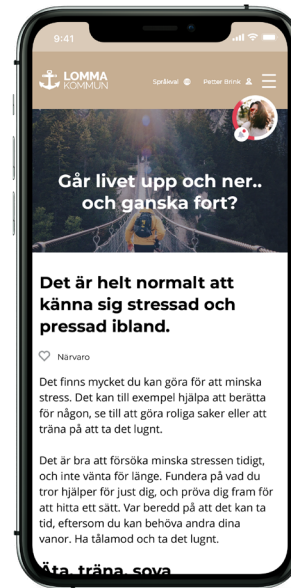 9:41
LOMMA
KOMMUN
Språkval
Petter Brink
Går livet upp och ner..
och ganska fort?
Det är helt normalt att
känna sig stressad och
pressad ibland.
Närvaro
Det finns mycket du kan göra för att minska
stress. Det kan till exempel hjälpa att berätta
för någon, se till att göra roliga saker eller att
träna på att ta det lugnt.
Det är bra att försöka minska stressen tidigt,
och inte vänta för länge. Fundera på vad du
tror hjälper för just dig, och pröva dig fram för
att hitta ett sätt. Var beredd på att det kan ta
tid, eftersom du kan behöva andra dina
vanor. Ha tålamod och ta det lugnt.
Äta, träna, sova